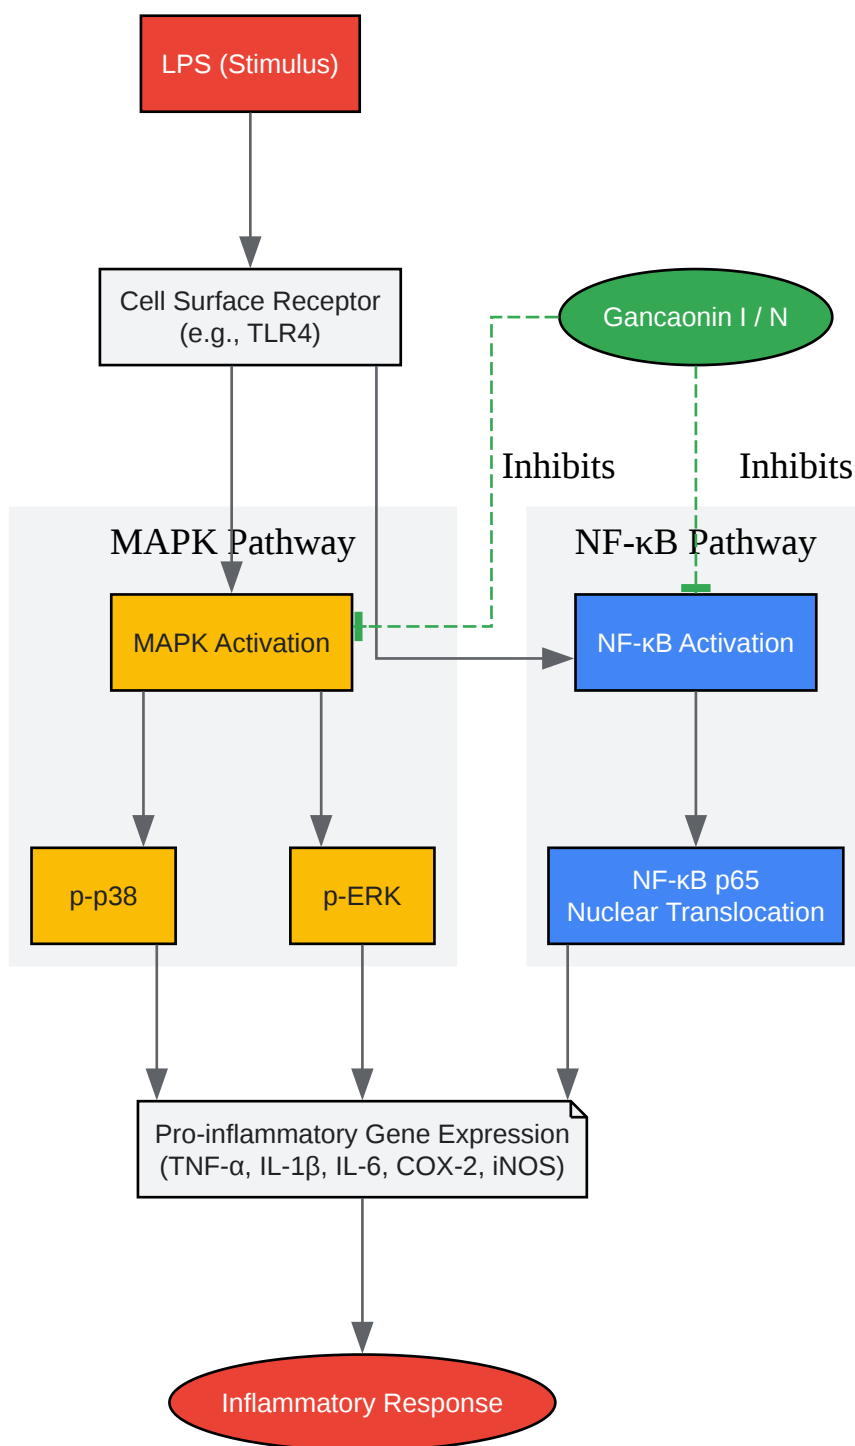 LPS (Stimulus)
Cell Surface Receptor
(e.g., TLR4)
Gancaonin I / N
Inhibits
Inhibits
MAPK Pathway
NF-κB Pathway
MAPK Activation
NF-κB Activation
p-p38
p-ERK
NF-κB p65
Nuclear Translocation
Pro-inflammatory Gene Expression
(TNF-α, IL-1β, IL-6, COX-2, iNOS)
Inflammatory Response